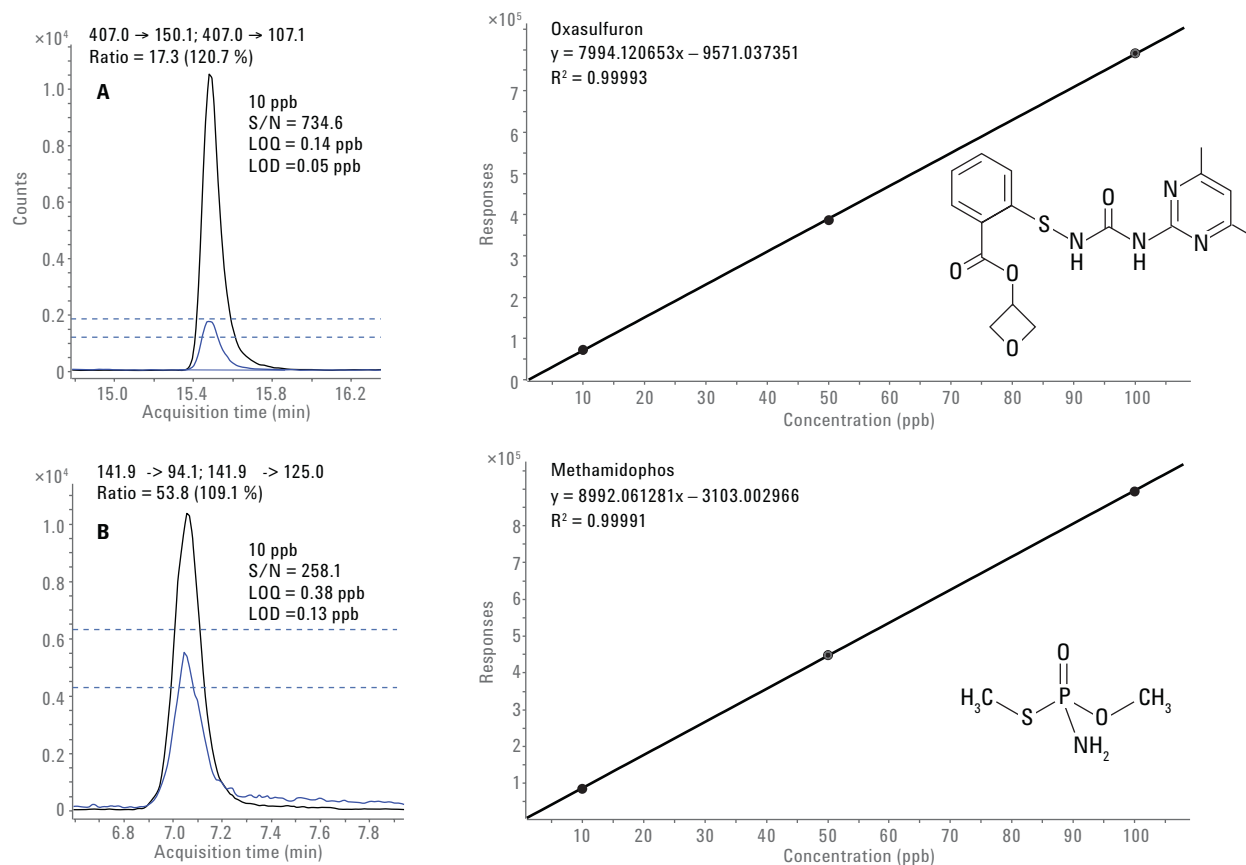 ×10⁴
407.0 → 150.1; 407.0 → 107.1
Ratio = 17.3 (120.7 %)
A
10 ppb
S/N = 734.6
LOQ = 0.14 ppb
LOD =0.05 ppb
Counts
1.0
0.8
0.6
0.4
0.2
0
15.0 15.4 15.8 16.2
Acquisition time (min)
×10⁵
Oxasulfuron
y = 7994.120653x – 9571.037351
R² = 0.99993
Responses
7
6
5
4
3
2
1
0
10 20 30 40 50 60 70 80 90 100
Concentration (ppb)
S
N
H
O
N
H
N
N
O
O
O
×10⁴
141.9 -> 94.1; 141.9 -> 125.0
Ratio = 53.8 (109.1 %)
B
10 ppb
S/N = 258.1
LOQ = 0.38 ppb
LOD =0.13 ppb
1.0
0.8
0.6
0.4
0.2
0
6.8 7.0 7.2 7.4 7.6 7.8
Acquisition time (min)
×10⁵
Methamidophos
y = 8992.061281x – 3103.002966
R² = 0.99991
Responses
8
7
6
5
4
3
2
1
10 20 30 40 50 60 70 80 90 100
Concentration (ppb)
O
H₃C
S
P
O
CH₃
NH₂